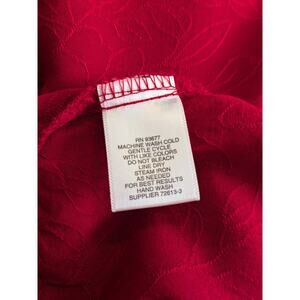 RN 93677
MACHINE WASH COLD
GENTLE CYCLE
WITH LIKE COLORS
DO NOT BLEACH
LINE DRY
STEAM IRON
AS NEEDED
FOR BEST RESULTS
HAND WASH
SUPPLIER 72613-3